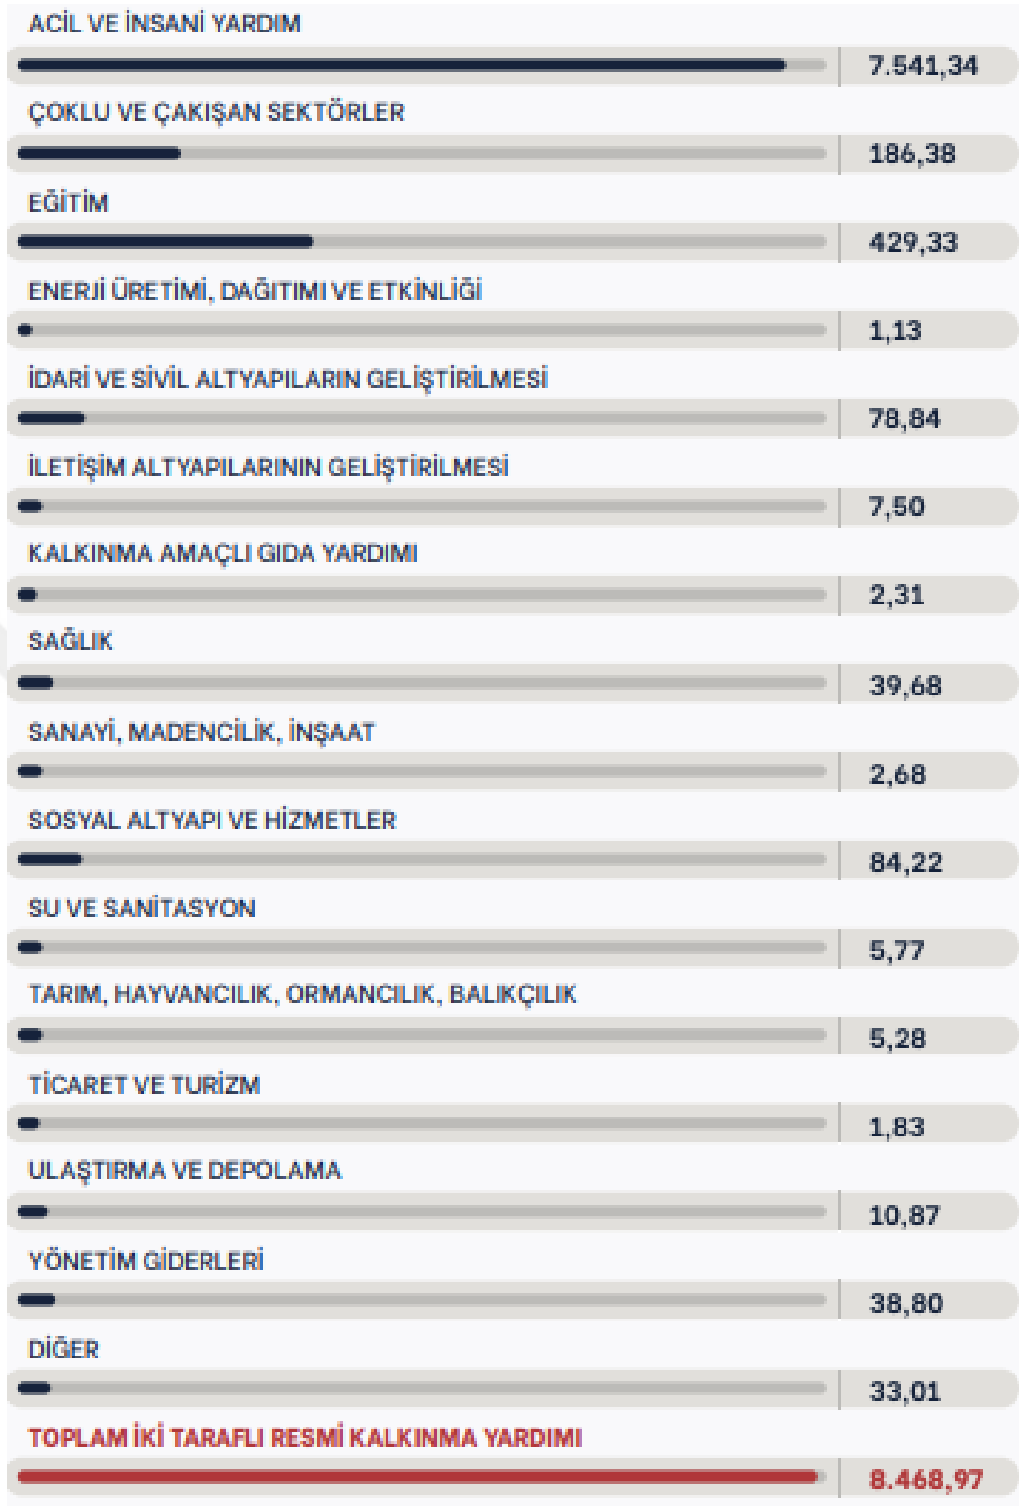 ACİL VE İNSANİ YARDIM
7.541,34
ÇOKLU VE ÇAKIŞAN SEKTÖRLER
186,38
EĞİTİM
429,33
ENERJİ ÜRETİMİ, DAĞITIMI VE ETKİNLİĞİ
1,13
İDARİ VE SİVİL ALTYAPILARIN GELİŞTİRİLMESİ
78,84
İLETİŞİM ALTYAPILARININ GELİŞTİRİLMESİ
7,50
KALKINMA AMAÇLI GIDA YARDIMI
2,31
SAĞLIK
39,68
SANAYİ, MADENCİLİK, İNŞAAT
2,68
SOSYAL ALTYAPI VE HİZMETLER
84,22
SU VE SANİTASYON
5,77
TARIM, HAYVANCILIK, ORMANCILIK, BALIKÇILIK
5,28
TİCARET VE TURİZM
1,83
ULAŞTIRMA VE DEPOLAMA
10,87
YÖNETİM GİDERLERİ
38,80
DİĞER
33,01
TOPLAM İKİ TARAFLI RESMİ KALKINMA YARDIMI
8.468,97